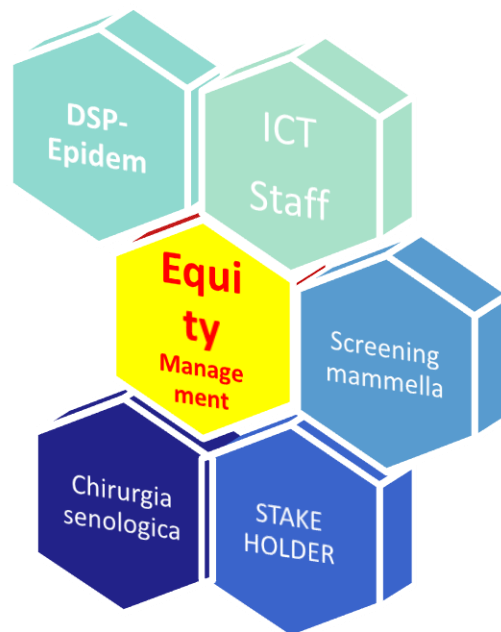 DSP-
Epidem
ICT
Staff
Equi
ty
Manage
ment
Screening
mammella
Chirurgia
senologica
STAKE
HOLDER